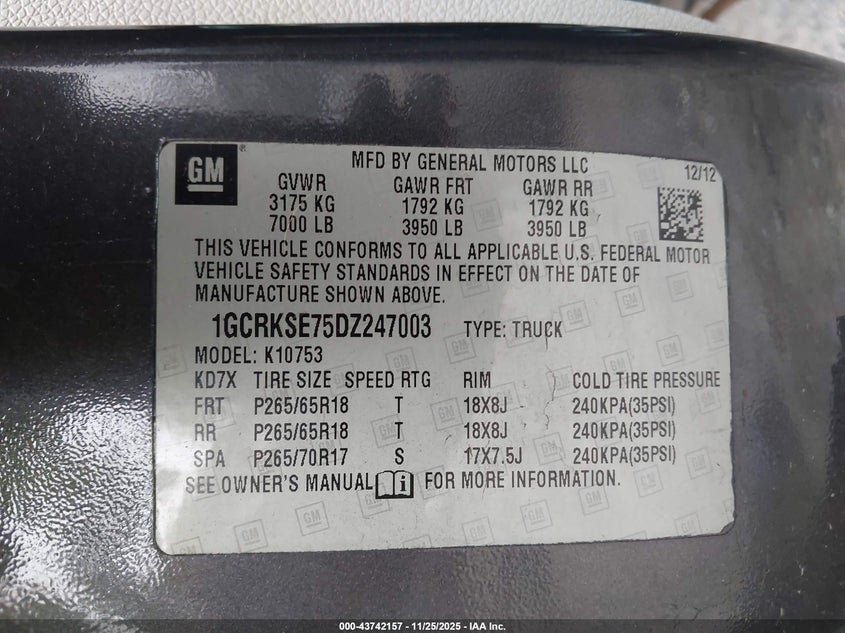 GM
MFD BY GENERAL MOTORS LLC
12/12
GVWR GAWR FRT GAWR RR
3175 KG 1792 KG 1792 KG
7000 LB 3950 LB 3950 LB
THIS VEHICLE CONFORMS TO ALL APPLICABLE U.S. FEDERAL MOTOR
VEHICLE SAFETY STANDARDS IN EFFECT ON THE DATE OF
MANUFACTURE SHOWN ABOVE.
1GCRKSE75DZ247003 TYPE: TRUCK
MODEL: K10753
KD7X TIRE SIZE SPEED RTG RIM COLD TIRE PRESSURE
FRT P265/65R18 T 18X8J 240KPA(35PSI)
RR P265/65R18 T 18X8J 240KPA(35PSI)
SPA P265/70R17 S 17X7.5J 240KPA(35PSI)
SEE OWNER'S MANUAL i FOR MORE INFORMATION.
000-43742157 - 11/25/2025 - IAA Inc.